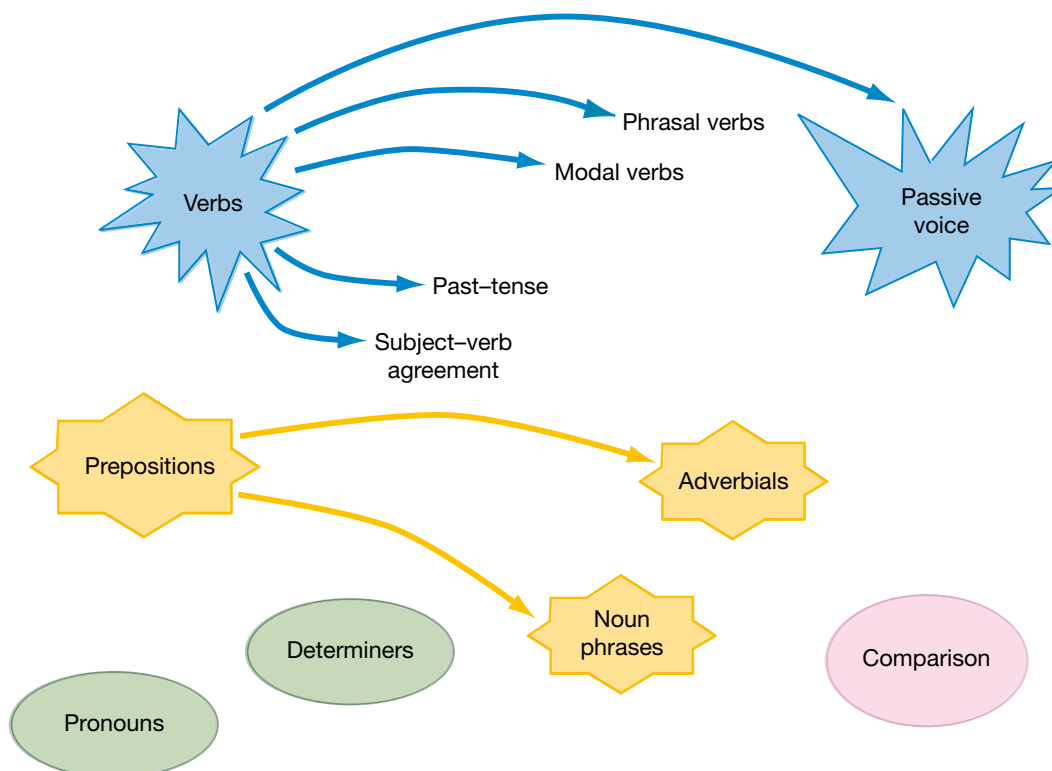 Phrasal verbs
Modal verbs
Verbs
Passive
voice
Past–tense
Subject–verb
agreement
Prepositions
Adverbials
Noun
phrases
Determiners
Comparison
Pronouns